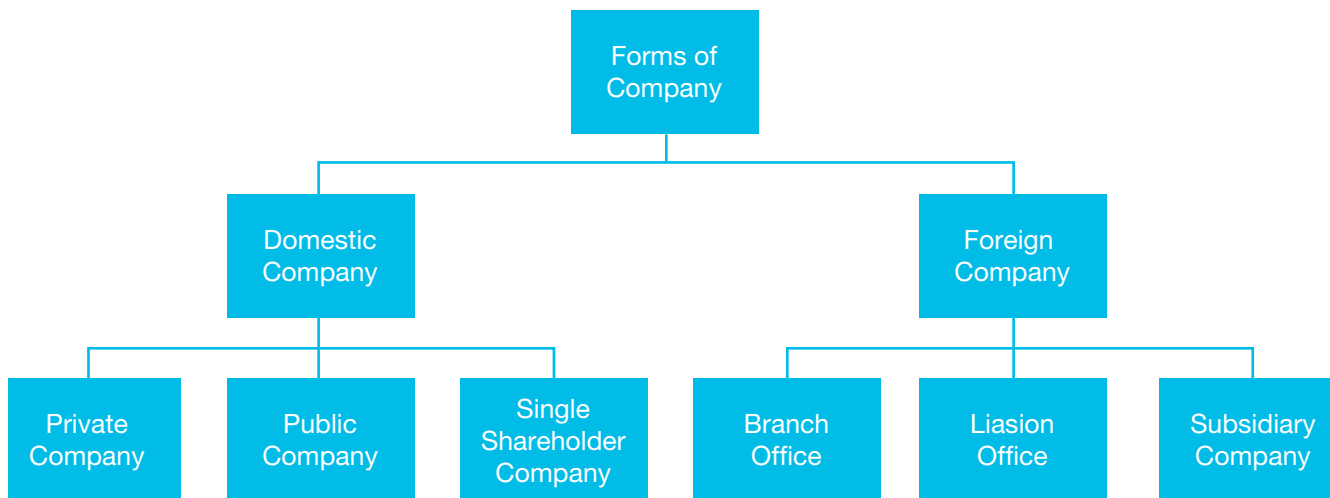 Forms of
Company
Domestic
Company
Foreign
Company
Private
Company
Public
Company
Single
Shareholder
Company
Branch
Office
Liasion
Office
Subsidiary
Company